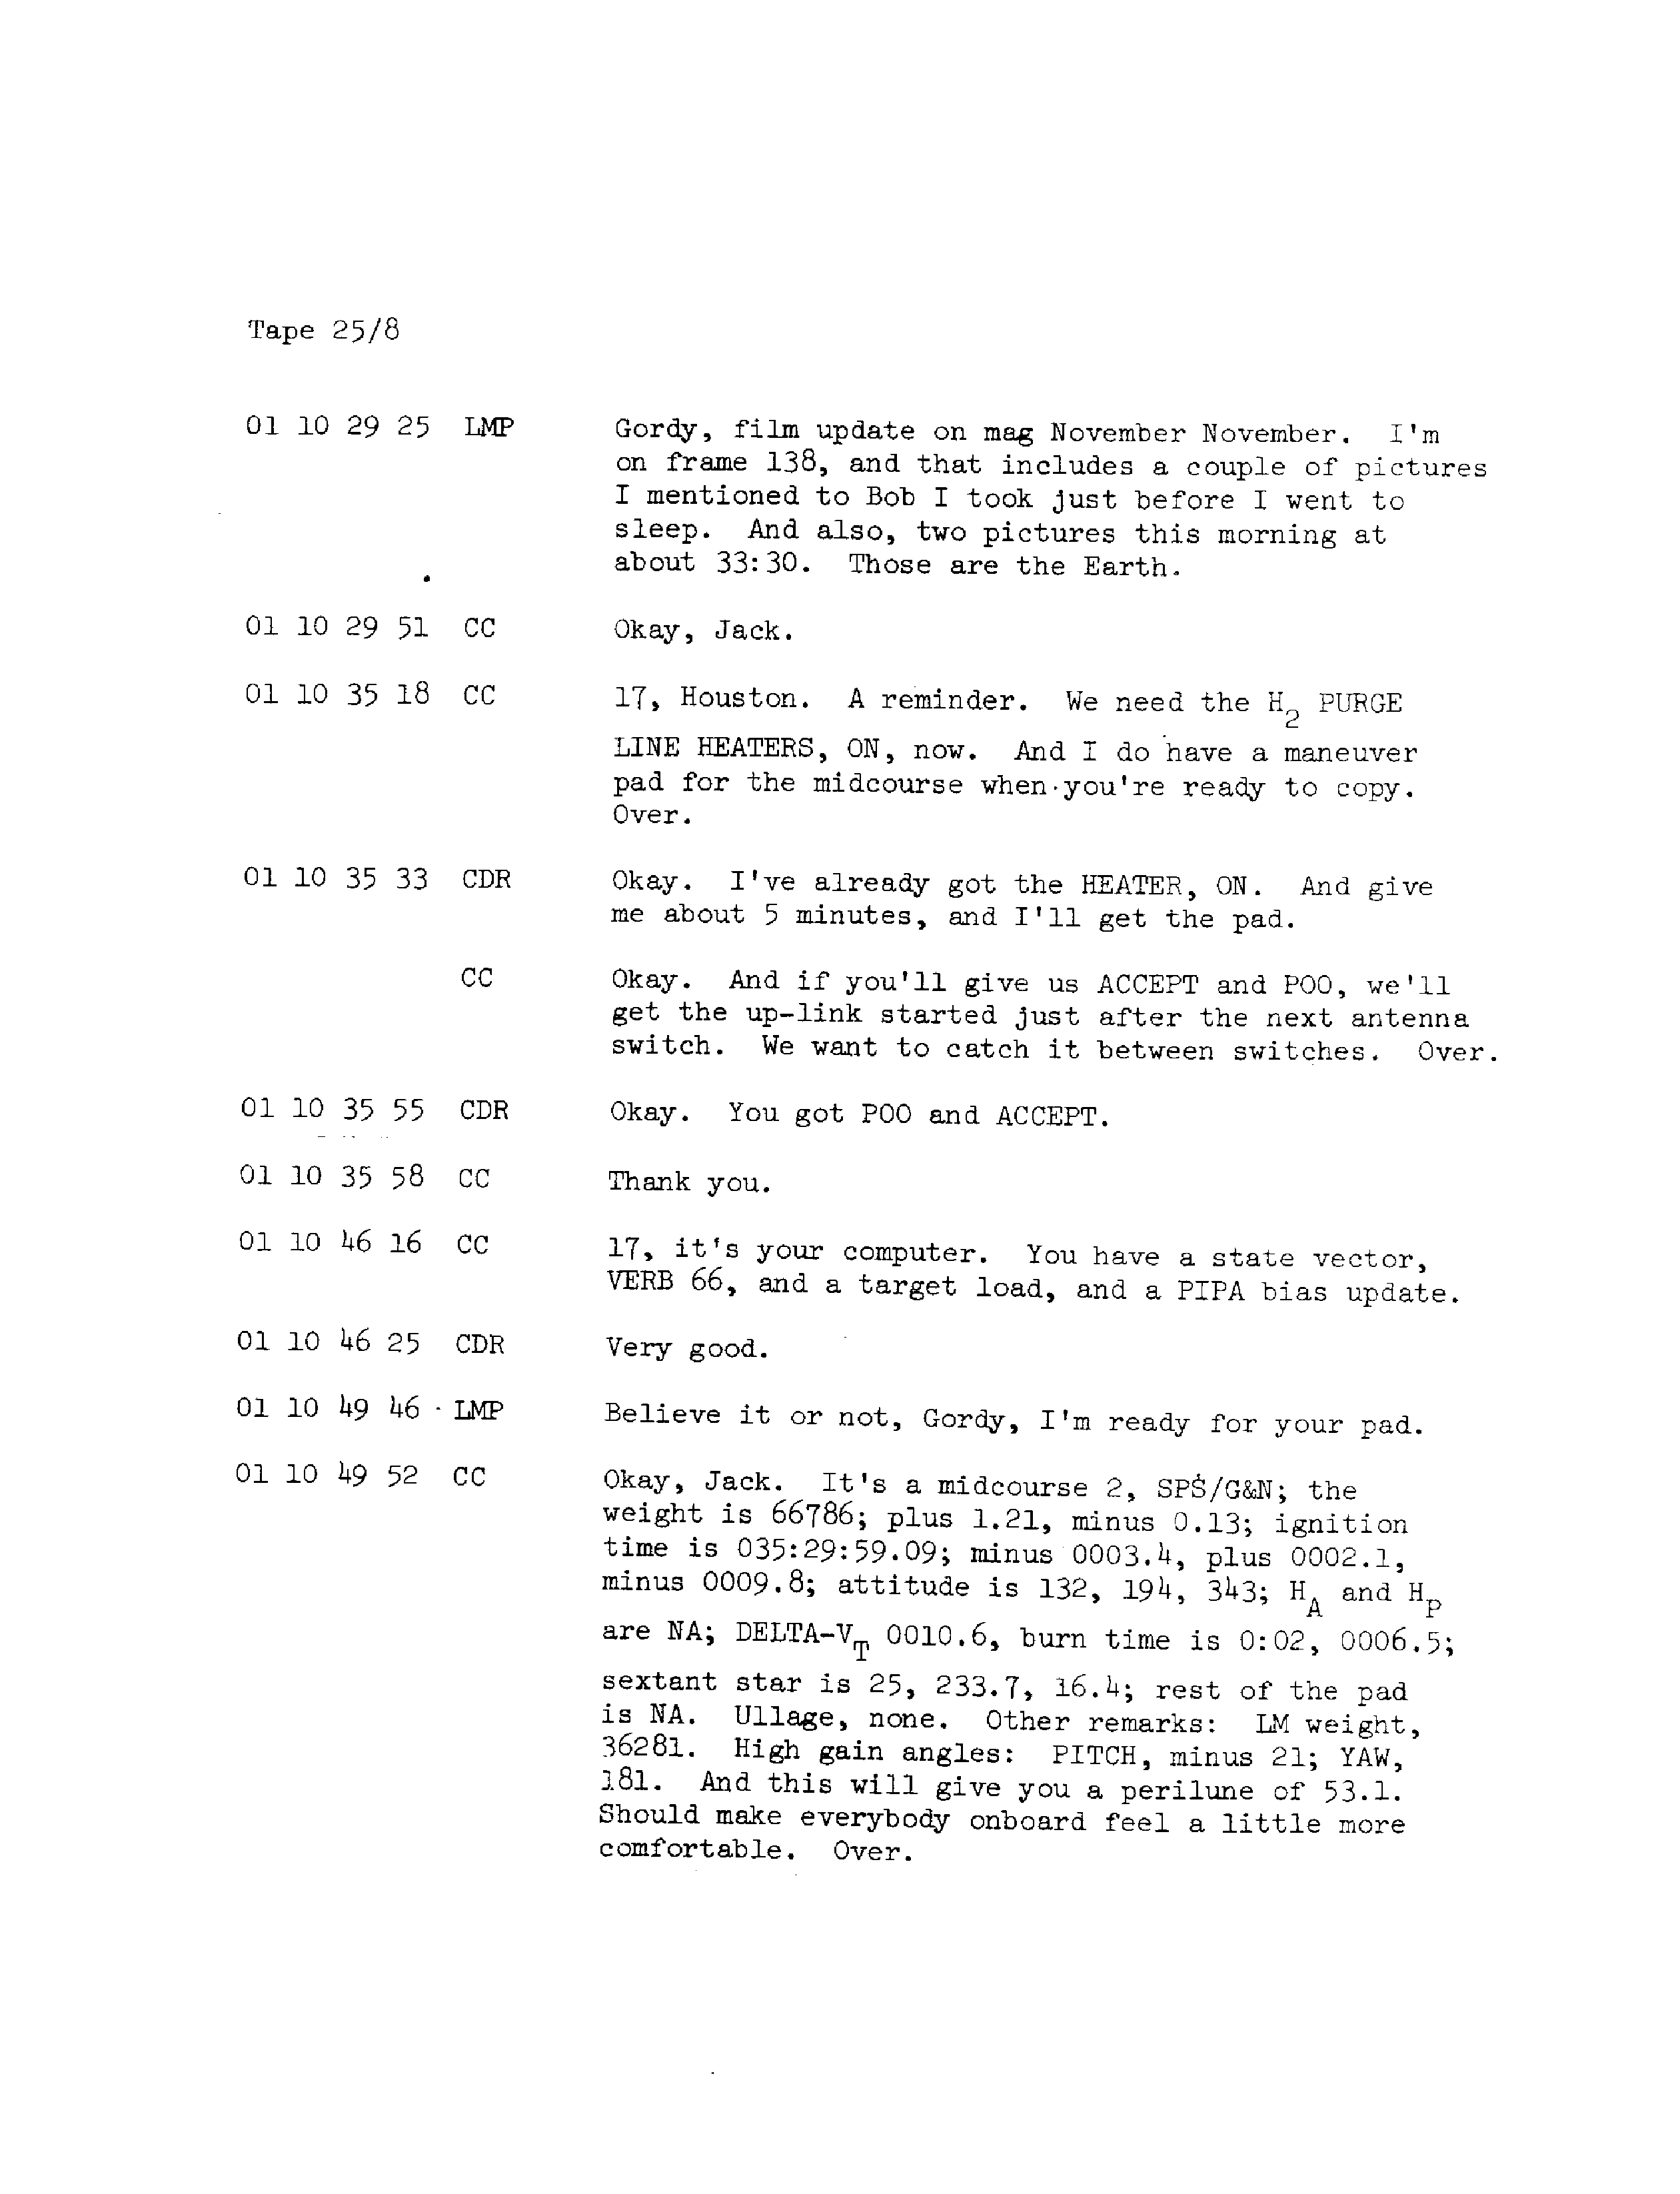 Tape 25/8
01 10 29 25 LMP Gordy, film update on mag November November. I'm
on frame 138, and that includes a couple of pictures
I mentioned to Bob I took just before I went to
sleep. And also, two pictures this morning at
about 33:30. Those are the Earth.
01 10 29 51 CC Okay, Jack.
01 10 35 18 CC 17, Houston. A reminder. We need the H2 PURGE
LINE HEATERS, ON, now. And I do have a maneuver
pad for the midcourse when you're ready to copy.
Over.
01 10 35 33 CDR Okay. I've already got the HEATER, ON. And give
me about 5 minutes, and I'll get the pad.
CC Okay. And if you'll give us ACCEPT and POO, we'll
get the up-link started just after the next antenna
switch. We want to catch it between switches. Over.
01 10 35 55 CDR Okay. You got POO and ACCEPT.
01 10 35 58 CC Thank you.
01 10 46 16 CC 17, it's your computer. You have a state vector,
VERB 66, and a target load, and a PIPA bias update.
01 10 46 25 CDR Very good.
01 10 49 46 LMP Believe it or not, Gordy, I'm ready for your pad.
01 10 49 52 CC Okay, Jack. It's a midcourse 2, SPS/G&N; the
weight is 66786; plus 1.21, minus 0.13; ignition
time is 035:29:59.09; minus 0003.4, plus 0002.1,
minus 0009.8; attitude is 132, 194, 343; HA and HP
are NA; DELTA-VT 0010.6, burn time is 0:02, 0006.5;
sextant star is 25, 233.7, 16.4; rest of the pad
is NA. Ullage, none. Other remarks: LM weight,
36281. High gain angles: PITCH, minus 21; YAW,
181. And this will give you a perilune of 53.1.
Should make everybody onboard feel a little more
comfortable. Over.